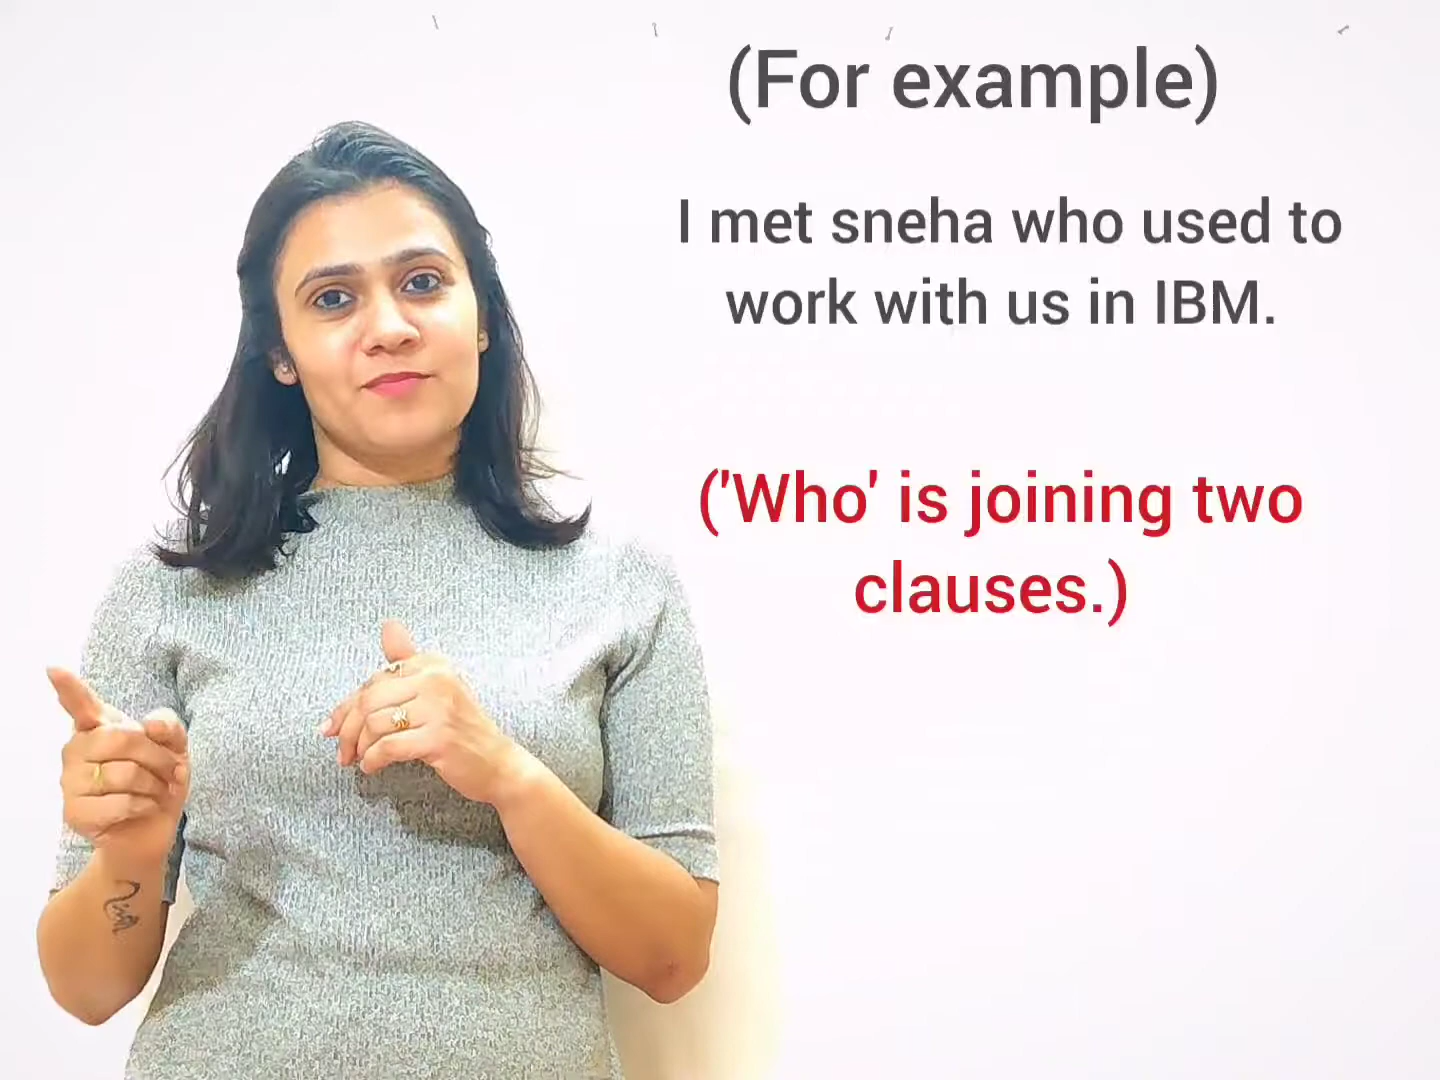 (For example)
I met sneha who used to
work with us in IBM.
('Who' is joining two
clauses.)